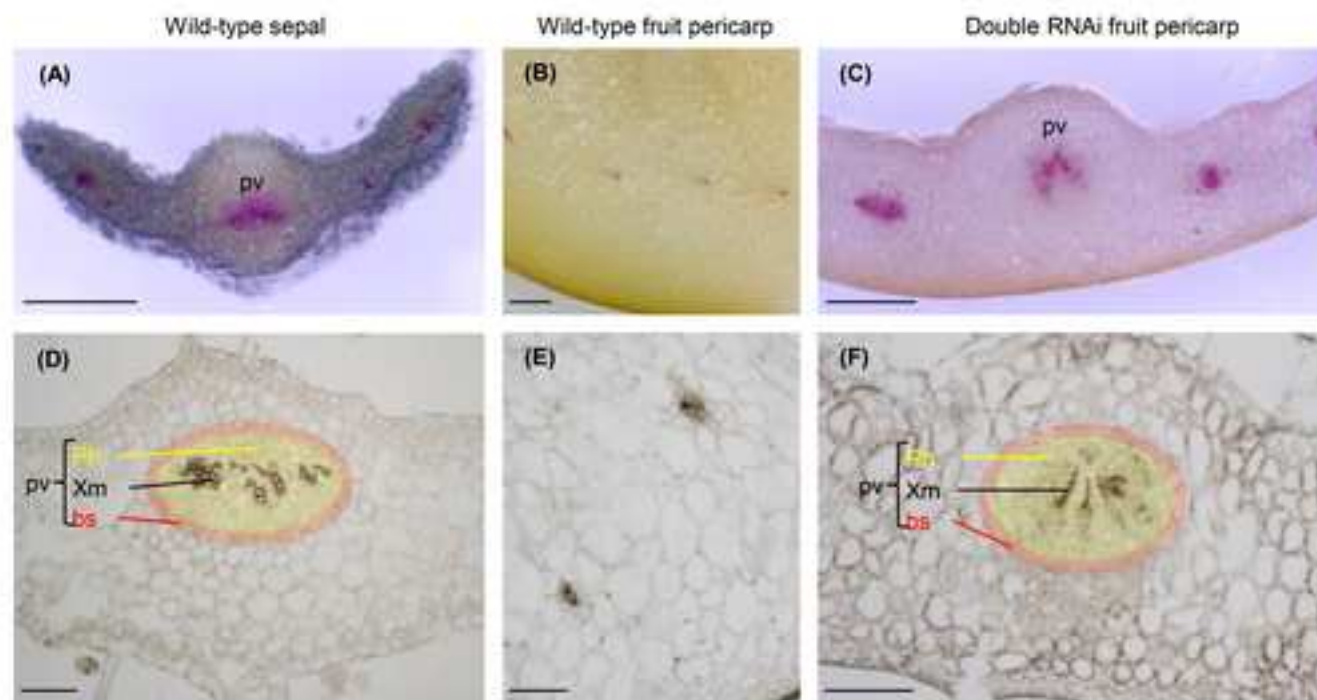 Wild-type sepal
Wild-type fruit pericarp
Double RNAi fruit pericarp
(A)
pv
(B)
(C)
pv
(D)
pv
Xm
bs
(E)
(F)
pv
Xm
bs